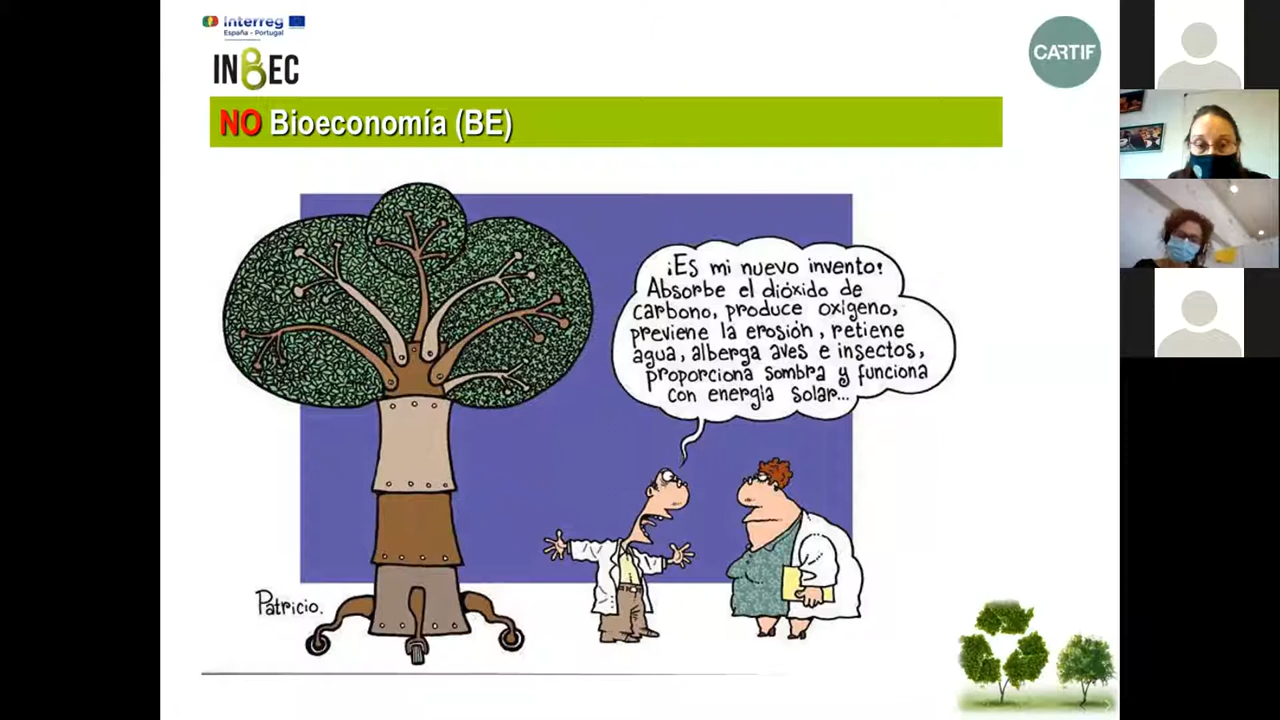 Interreg
España - Portugal
INBEC
CARTIF
NO Bioeconomía (BE)
¡Es mi nuevo invento!
Absorbe el dióxido de
carbono, produce oxígeno,
previene la erosión, retiene
agua, alberga aves e insectos,
proporciona sombra y funciona
con energía solar...
Patricio.